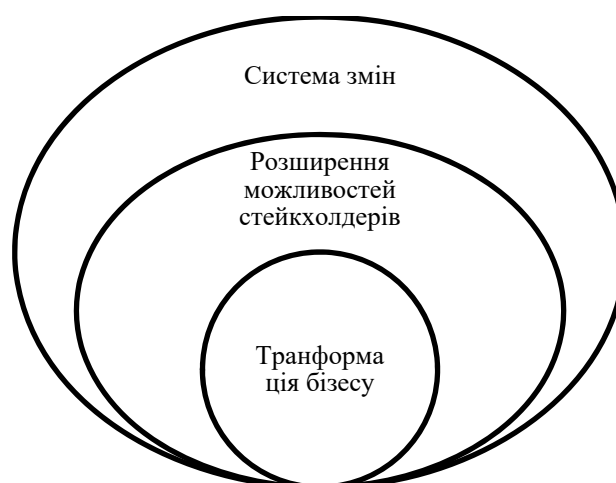 Система змін
Розширення
можливостей
стейкхолдерів
Транформа
ція бізесу